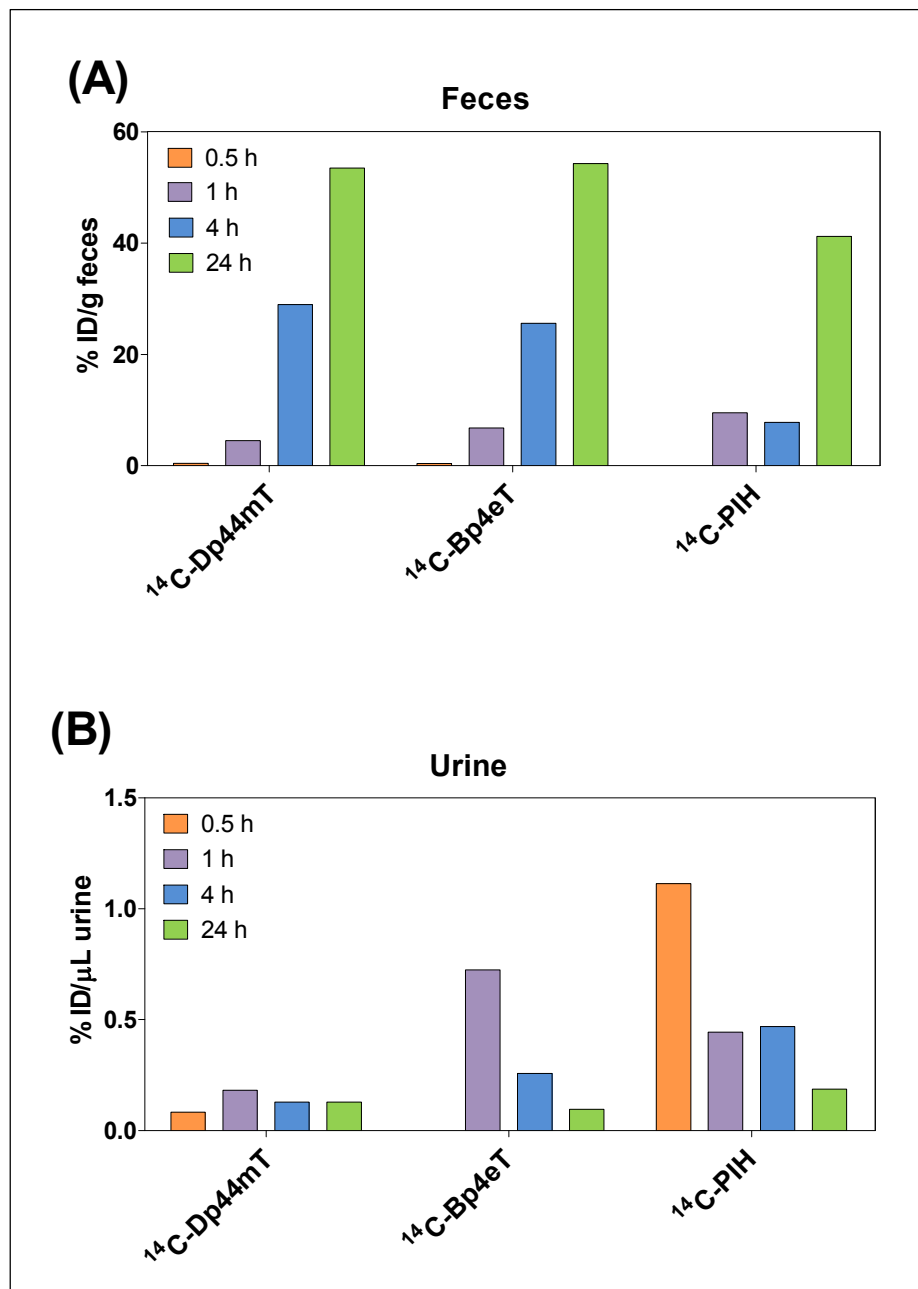 (A)
Feces
60
40
20
0
% ID/g feces
0.5 h
1 h
4 h
24 h
¹⁴C-Dp44mT
¹⁴C-Bp4eT
¹⁴C-PIH
(B)
Urine
1.5
1.0
0.5
0.0
% ID/μL urine
0.5 h
1 h
4 h
24 h
¹⁴C-Dp44mT
¹⁴C-Bp4eT
¹⁴C-PIH